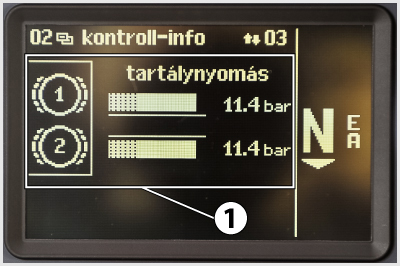 02 kontroll-info 03
tartálynyomás
1 11.4 bar
2 11.4 bar
N E
A
1